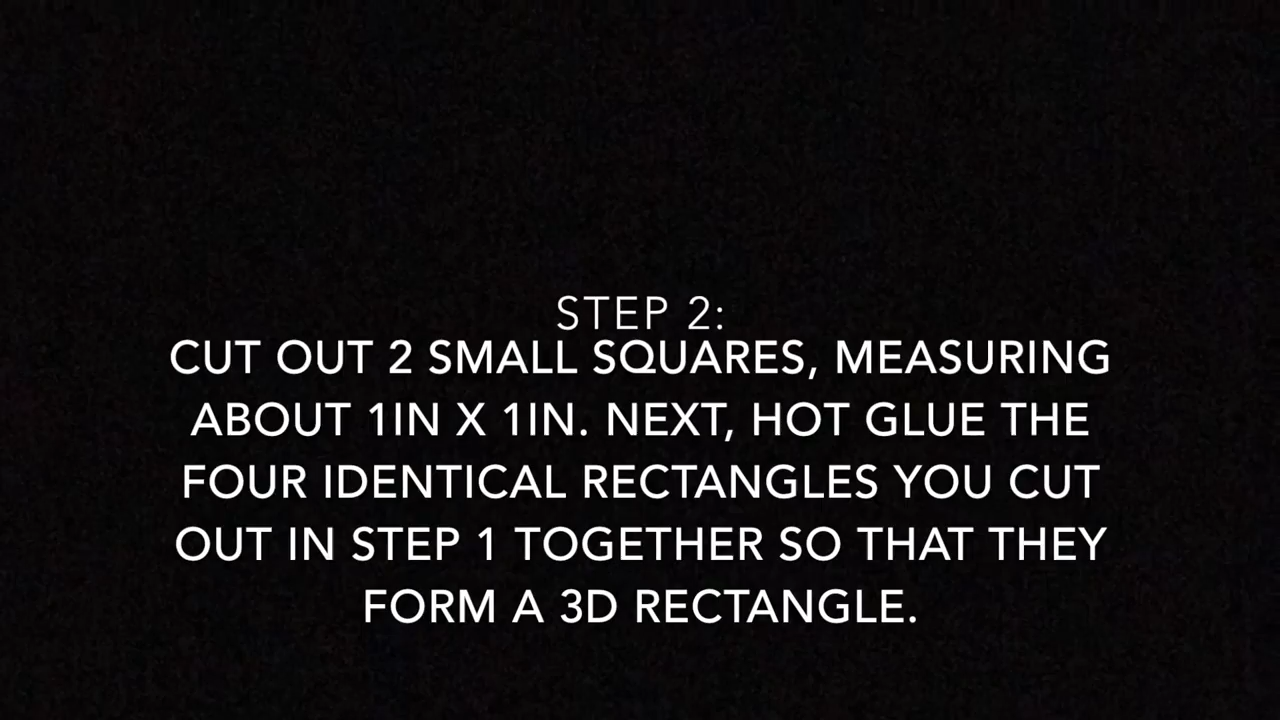 STEP 2:
CUT OUT 2 SMALL SQUARES, MEASURING
ABOUT 1IN X 1IN. NEXT, HOT GLUE THE
FOUR IDENTICAL RECTANGLES YOU CUT
OUT IN STEP 1 TOGETHER SO THAT THEY
FORM A 3D RECTANGLE.